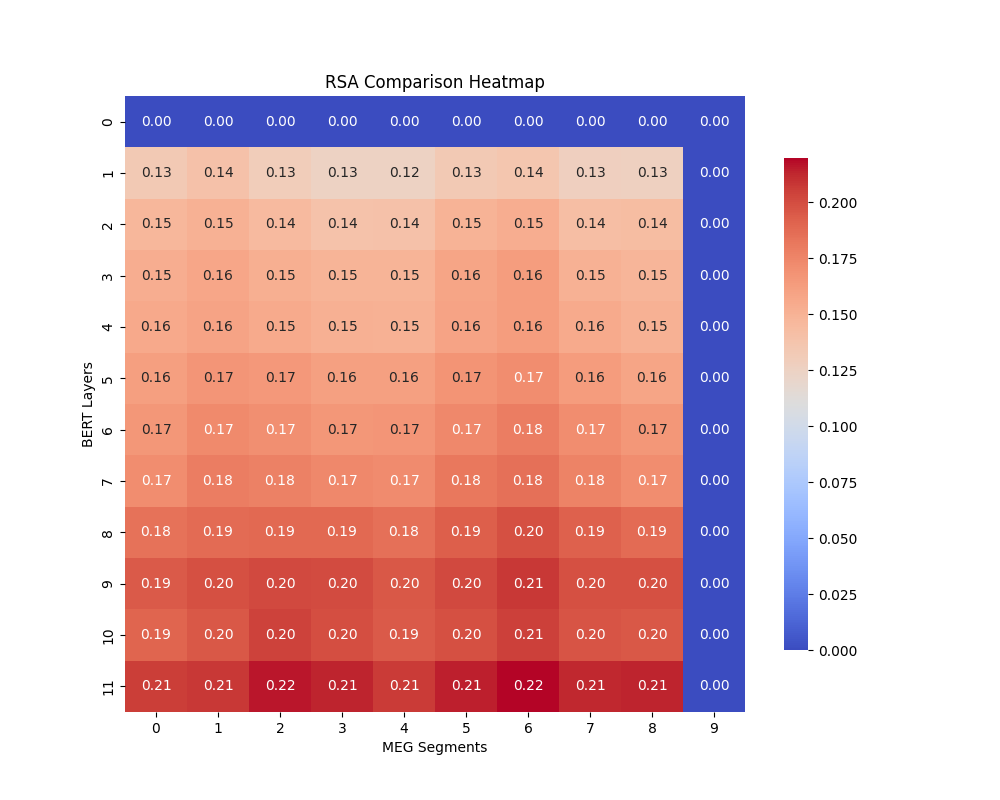 RSA Comparison Heatmap
0 0.00 0.00 0.00 0.00 0.00 0.00 0.00 0.00 0.00 0.00
1 0.13 0.14 0.13 0.13 0.12 0.13 0.14 0.13 0.13 0.00
2 0.15 0.15 0.14 0.14 0.14 0.15 0.15 0.14 0.14 0.00
3 0.15 0.16 0.15 0.15 0.15 0.16 0.16 0.15 0.15 0.00
4 0.16 0.16 0.15 0.15 0.15 0.16 0.16 0.16 0.15 0.00
5 0.16 0.17 0.17 0.16 0.16 0.17 0.17 0.16 0.16 0.00
6 0.17 0.17 0.17 0.17 0.17 0.17 0.18 0.17 0.17 0.00
7 0.17 0.18 0.18 0.17 0.17 0.18 0.18 0.18 0.17 0.00
8 0.18 0.19 0.19 0.19 0.18 0.19 0.20 0.19 0.19 0.00
9 0.19 0.20 0.20 0.20 0.20 0.20 0.21 0.20 0.20 0.00
10 0.19 0.20 0.20 0.20 0.19 0.20 0.21 0.20 0.20 0.00
11 0.21 0.21 0.22 0.21 0.21 0.21 0.22 0.21 0.21 0.00
0 1 2 3 4 5 6 7 8 9
MEG Segments
BERT Layers
0.200
0.175
0.150
0.125
0.100
0.075
0.050
0.025
0.000